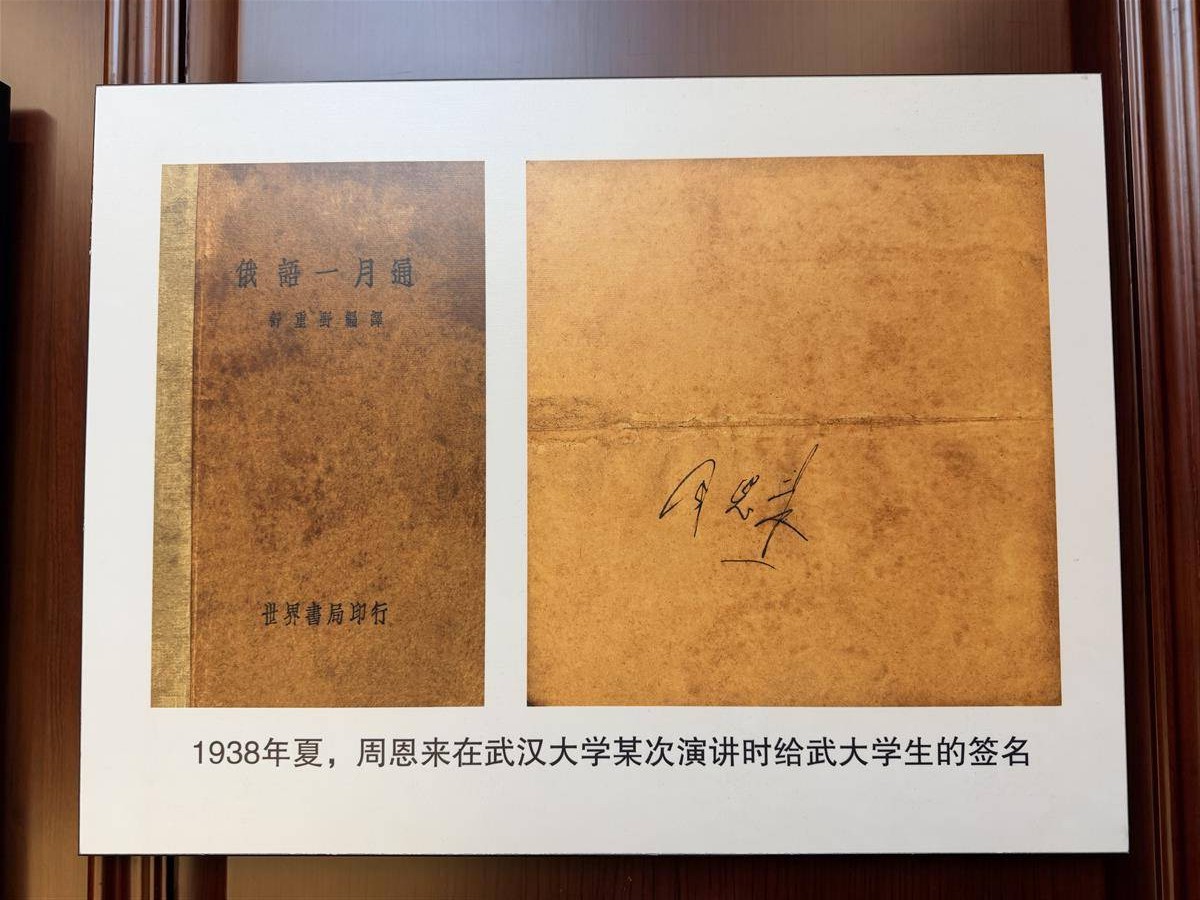 俄語一月通
舒重野編譯
世界書局印行
周恩来
1938年夏，周恩来在武汉大学某次演讲时给武大学生的签名